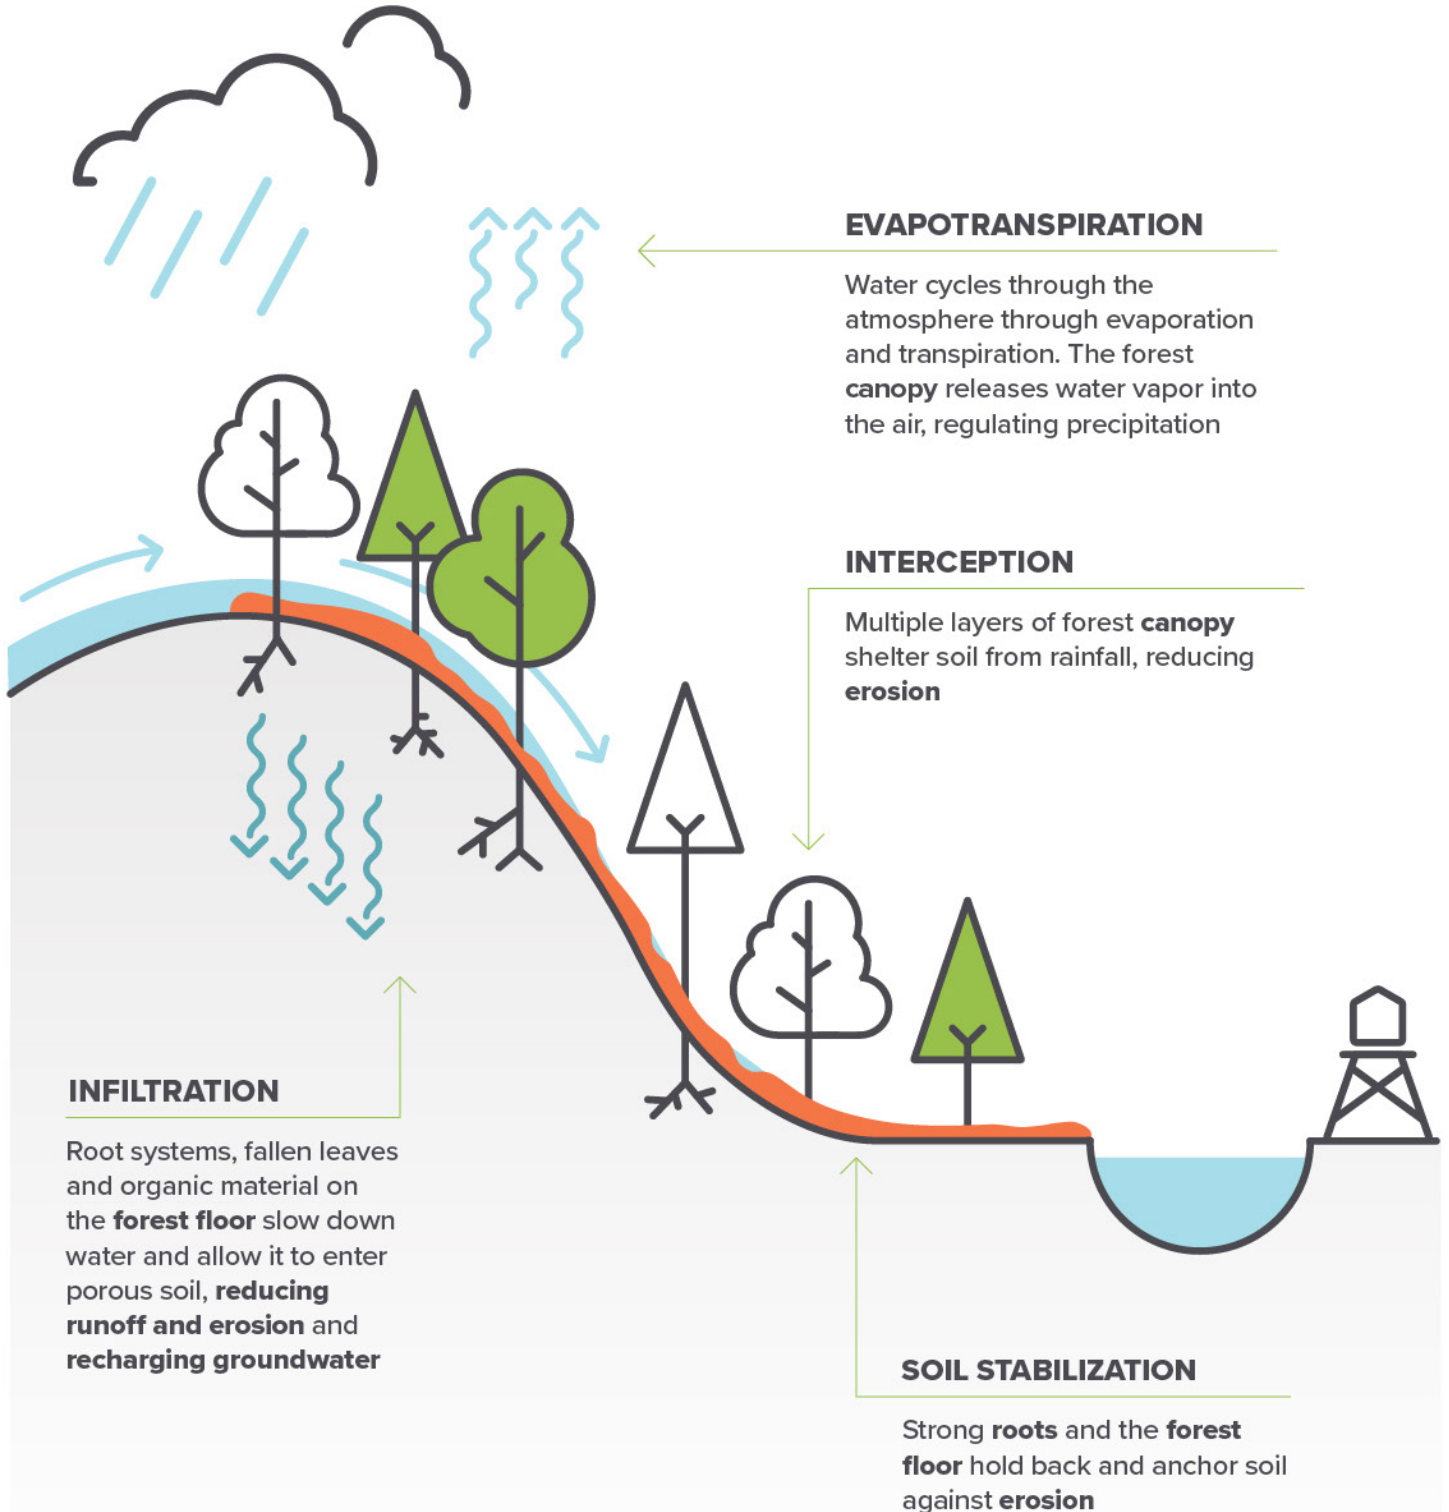 EVAPOTRANSPIRATION
Water cycles through the
atmosphere through evaporation
and transpiration. The forest
canopy releases water vapor into
the air, regulating precipitation
INTERCEPTION
Multiple layers of forest canopy
shelter soil from rainfall, reducing
erosion
INFILTRATION
Root systems, fallen leaves
and organic material on
the forest floor slow down
water and allow it to enter
porous soil, reducing
runoff and erosion and
recharging groundwater
SOIL STABILIZATION
Strong roots and the forest
floor hold back and anchor soil
against erosion